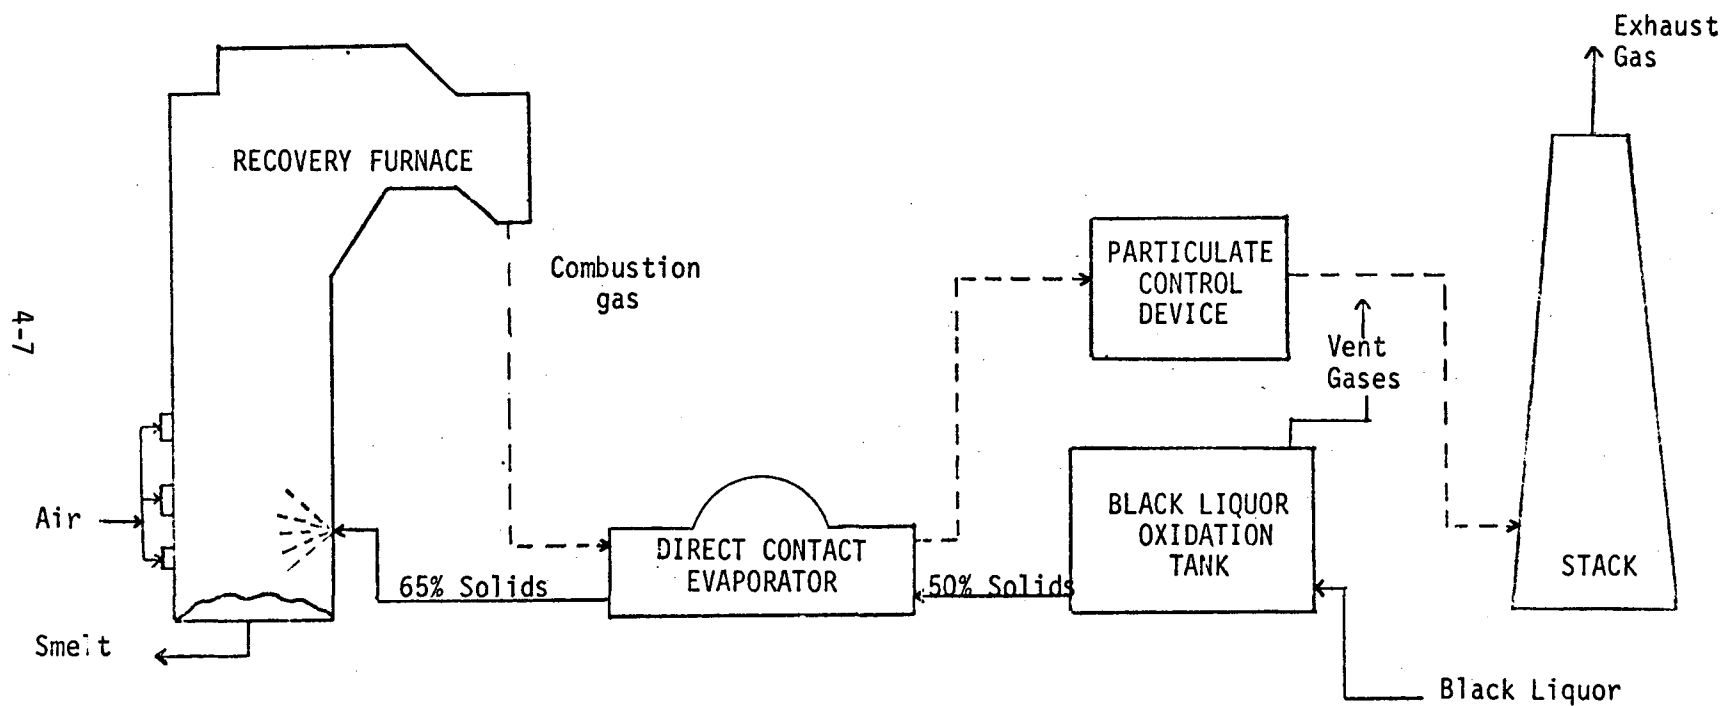 Exhaust
Gas
RECOVERY FURNACE
Combustion
gas
PARTICULATE
CONTROL
DEVICE
4-7
Vent
Gases
Air
BLACK LIQUOR
OXIDATION
TANK
DIRECT CONTACT
EVAPORATOR
STACK
65% Solids
50% Solids
Smelt
Black Liquor